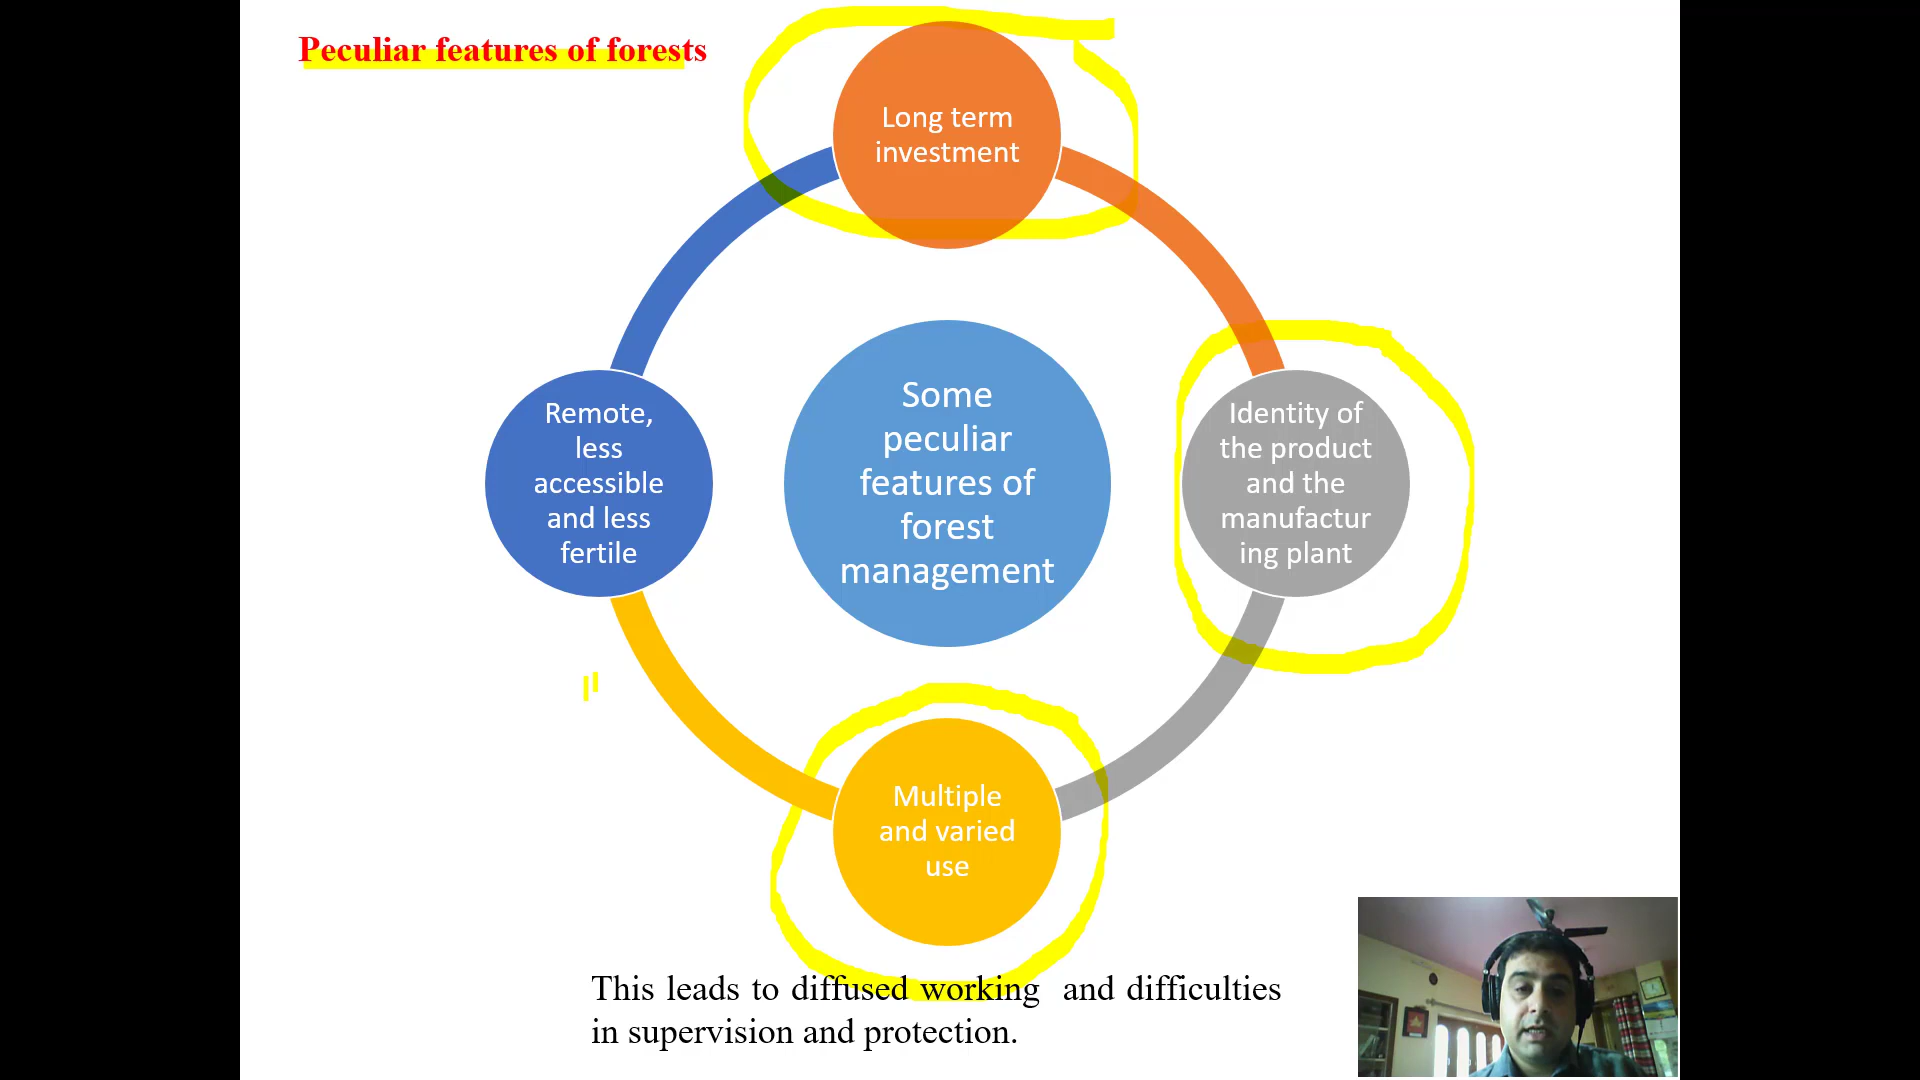 Peculiar features of forests
Long term
investment
Remote,
less
accessible
and less
fertile
Some
peculiar
features of
forest
management
Identity of
the product
and the
manufactur
ing plant
Multiple
and varied
use
This leads to diffused working and difficulties
in supervision and protection.